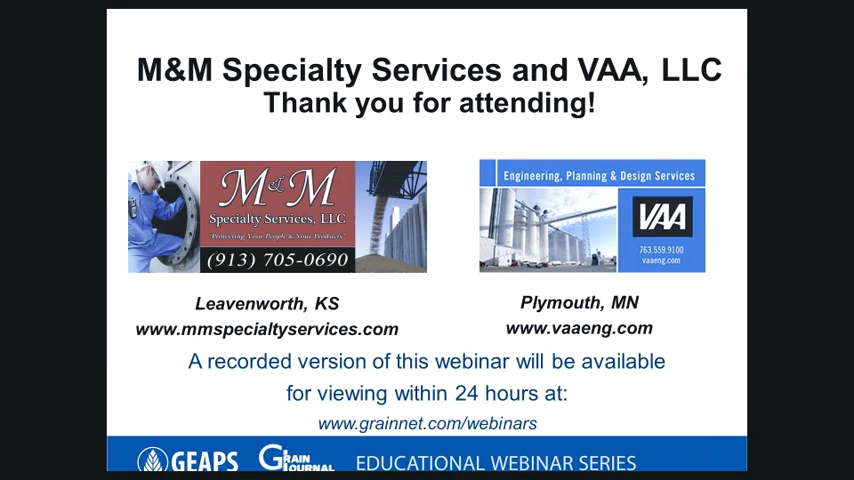 M&M Specialty Services and VAA, LLC
Thank you for attending!
M&M
Specialty Services, LLC
"Protecting Your People & Your Products"
(913) 705-0690
Engineering, Planning & Design Services
VAA
763.559.9100
vaaeng.com
Leavenworth, KS
www.mmspecialtyservices.com
Plymouth, MN
www.vaaeng.com
A recorded version of this webinar will be available
for viewing within 24 hours at:
www.grainnet.com/webinars
GEAPS
GRAIN
JOURNAL
EDUCATIONAL WEBINAR SERIES